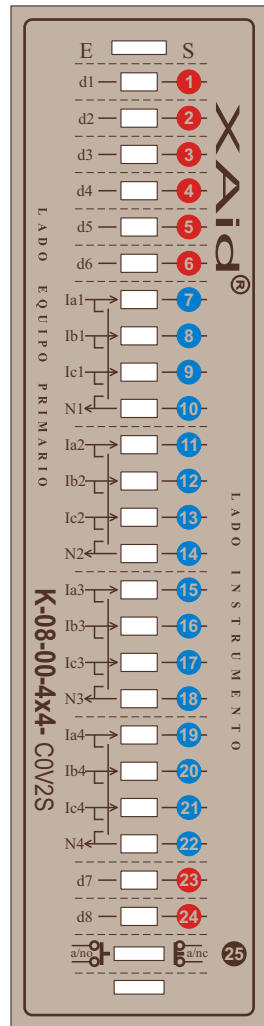 E S
d1 1
d2 2
d3 3
d4 4
d5 5
d6 6
Ia1 7
Ib1 8
Ic1 9
N1 10
Ia2 11
Ib2 12
Ic2 13
N2 14
Ia3 15
Ib3 16
Ic3 17
N3 18
Ia4 19
Ib4 20
Ic4 21
N4 22
d7 23
d8 24
a/no a/nc 25
XAid®
LADO EQUIPO PRIMARIO
LADO INSTRUMENTO
K-08-00-4x4- C0V2S